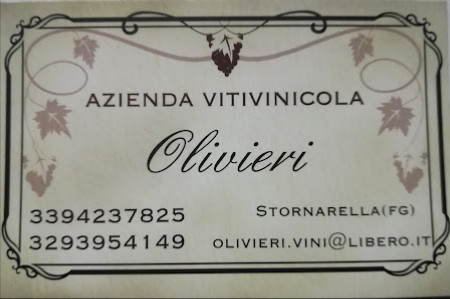 AZIENDA VITIVINICOLA
Olivieri
3394237825 STORNARELLA(FG)
3293954149 OLIVIERI.VINI@LIBERO.IT